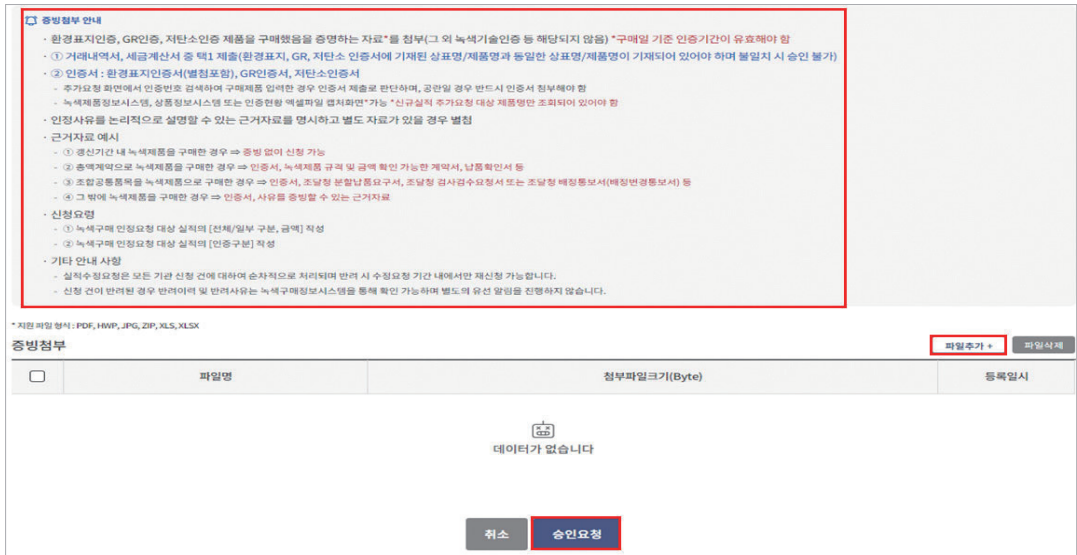 증빙첨부 안내
· 환경표지인증, GR인증, 저탄소인증 제품을 구매했음을 증명하는 자료*를 첨부(그 외 녹색기술인증 등 해당되지 않음) *구매일 기준 인증기간이 유효해야 함
· ① 거래내역서, 세금계산서 중 택1 제출(환경표지, GR, 저탄소 인증서에 기재된 상표명/제품명과 동일한 상표명/제품명이 기재되어 있어야 하며 불일치 시 승인 불가)
· ② 인증서 : 환경표지인증서(별첨포함), GR인증서, 저탄소인증서
- 추가요청 화면에서 인증번호 검색하여 구매제품 입력한 경우 인증서 제출로 판단하며, 공란일 경우 반드시 인증서 첨부해야 함
- 녹색제품정보시스템, 상품정보시스템 또는 인증현황 엑셀파일 캡처화면*가능 *신규실적 추가요청 대상 제품명만 조회되어 있어야 함
· 인정사유를 논리적으로 설명할 수 있는 근거자료를 명시하고 별도 자료가 있을 경우 별첨
· 근거자료 예시
- ① 갱신기간 내 녹색제품을 구매한 경우 ⇒ 증빙 없이 신청 가능
- ② 총액계약으로 녹색제품을 구매한 경우 ⇒ 인증서, 녹색제품 규격 및 금액 확인 가능한 계약서, 납품확인서 등
- ③ 조합공통품목을 녹색제품으로 구매한 경우 ⇒ 인증서, 조달청 분할납품요구서, 조달청 검사검수요청서 또는 조달청 배정통보서(배정변경통보서) 등
- ④ 그 밖에 녹색제품을 구매한 경우 ⇒ 인증서, 사유를 증빙할 수 있는 근거자료
· 신청요령
- ① 녹색구매 인정요청 대상 실적의 [전체/일부 구분, 금액] 작성
- ② 녹색구매 인정요청 대상 실적의 [인증구분] 작성
· 기타 안내 사항
- 실적수정요청은 모든 기관 신청 건에 대하여 순차적으로 처리되며 반려 시 수정요청 기간 내에서만 재신청 가능합니다.
- 신청 건이 반려된 경우 반려이력 및 반려사유는 녹색구매정보시스템을 통해 확인 가능하며 별도의 유선 알림을 진행하지 않습니다.
* 지원 파일 형식 : PDF, HWP, JPG, ZIP, XLS, XLSX
증빙첨부 파일추가 + 파일삭제
파일명 첨부파일크기(Byte) 등록일시
데이터가 없습니다
취소 승인요청